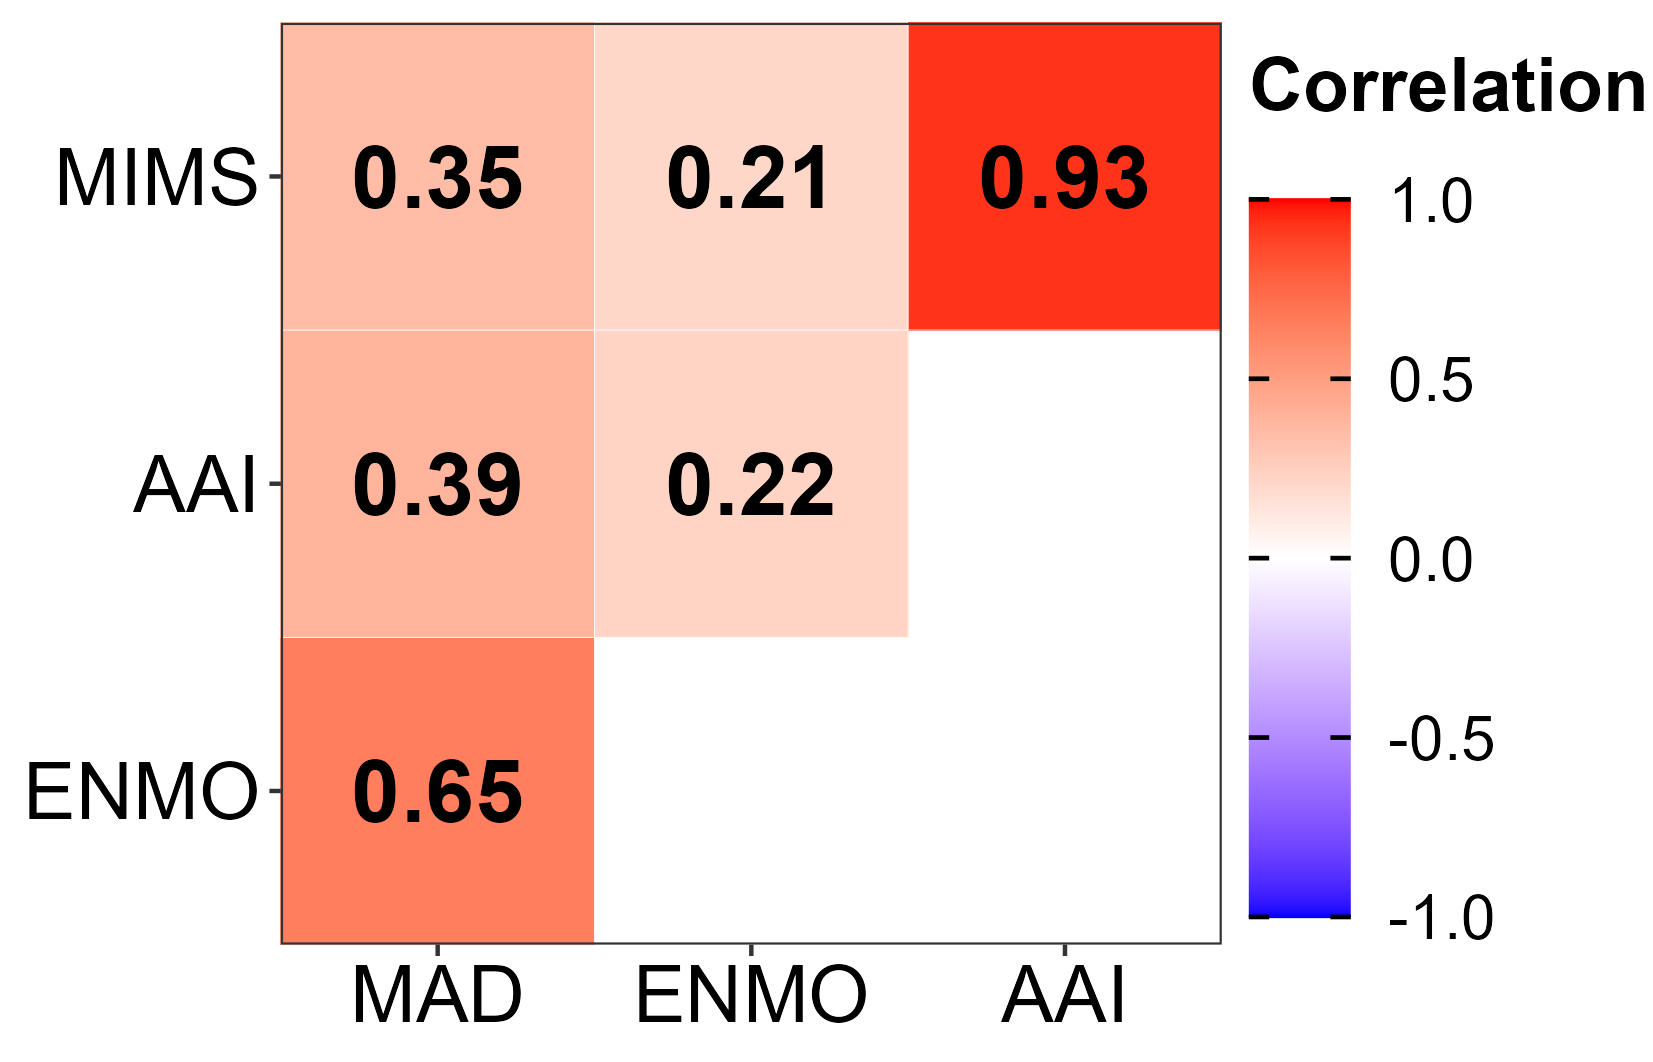 Correlation
MIMS 0.35 0.21 0.93
AAI 0.39 0.22
ENMO 0.65
MAD ENMO AAI
1.0
0.5
0.0
-0.5
-1.0